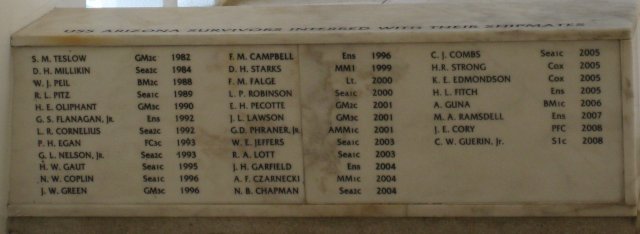 USS ARIZONA SURVIVORS INTERRED WITH THEIR SHIPMATES
S. M. TESLOW GM2C 1982
D. H. MILLIKIN SEA2C 1984
W. J. PEIL BM2C 1988
R. L. PITZ SEA1C 1989
H. E. OLIPHANT GM3C 1990
G. S. FLANAGAN, JR. ENS 1992
L. R. CORNELIUS SEA2C 1992
P. H. EGAN FC3C 1993
G. L. NELSON, JR. SEA2C 1993
H. W. GAUT SEA1C 1995
N. W. COPLIN SEA1C 1996
J. W. GREEN GM3C 1996
F. M. CAMPBELL ENS 1996
D. H. STARKS MM1 1999
F. M. FALGE LT. 2000
L. P. ROBINSON SEA1C 2000
E. H. PECOTTE GM2C 2001
J. L. LAWSON GM3C 2001
G.D. PHRANER, JR. AMM1C 2001
W. E. JEFFERS SEA1C 2003
R. A. LOTT SEA1C 2003
J. H. GARFIELD ENS 2004
A. F. CZARNECKI MM1C 2004
N. B. CHAPMAN SEA2C 2004
C. J. COMBS SEA1C 2005
H.R. STRONG COX 2005
K. E. EDMONDSON COX 2005
H. L. FITCH ENS 2005
A. GUNA BM1C 2006
M. A. RAMSDELL ENS 2007
J. E. CORY PFC 2008
C. W. GUERIN, JR. S1C 2008